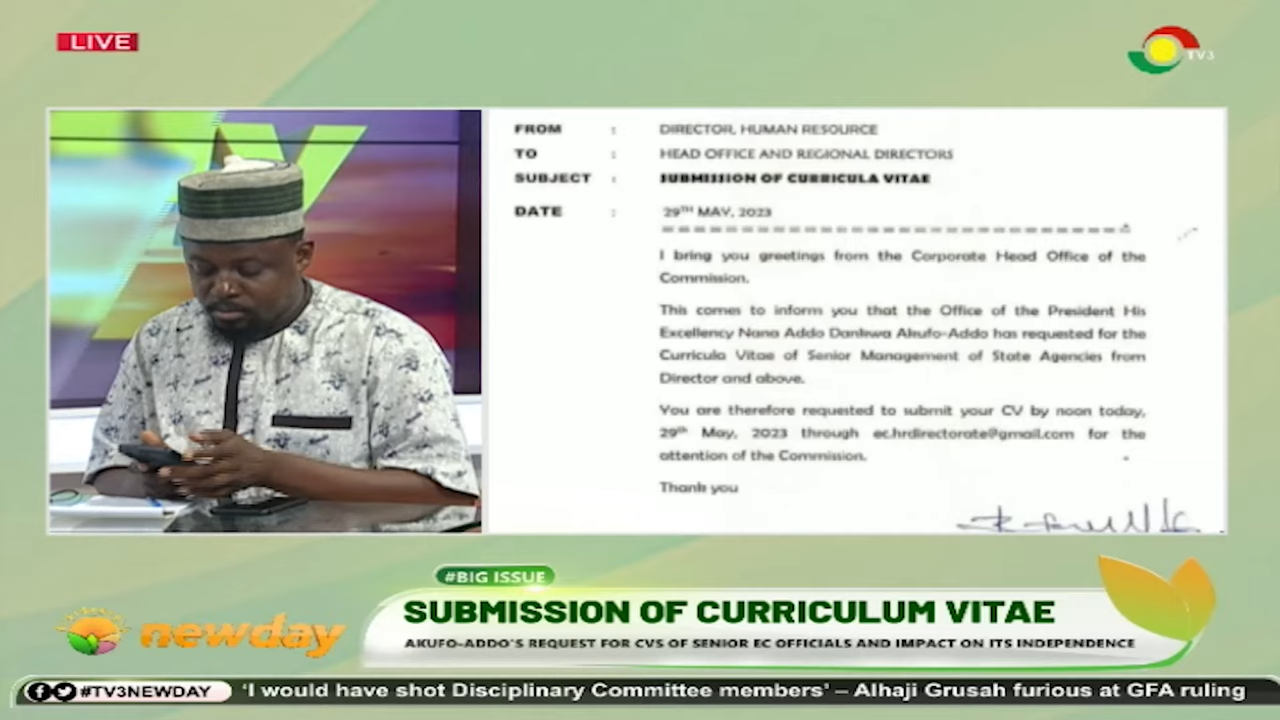 LIVE
TV3
FROM : DIRECTOR, HUMAN RESOURCE
TO : HEAD OFFICE AND REGIONAL DIRECTORS
SUBJECT : SUBMISSION OF CURRICULA VITAE
DATE : 29TH MAY, 2023
I bring you greetings from the Corporate Head Office of the
Commission.
This comes to inform you that the Office of the President His
Excellency Nana Addo Dankwa Akufo-Addo has requested for the
Curricula Vitae of Senior Management of State Agencies from
Director and above.
You are therefore requested to submit your CV by noon today,
29th May, 2023 through ec.hrdirectorate@gmail.com for the
attention of the Commission.
Thank you
#BIG ISSUE
SUBMISSION OF CURRICULUM VITAE
AKUFO-ADDO'S REQUEST FOR CVS OF SENIOR EC OFFICIALS AND IMPACT ON ITS INDEPENDENCE
newday
#TV3NEWDAY 'I would have shot Disciplinary Committee members' – Alhaji Grusah furious at GFA ruling